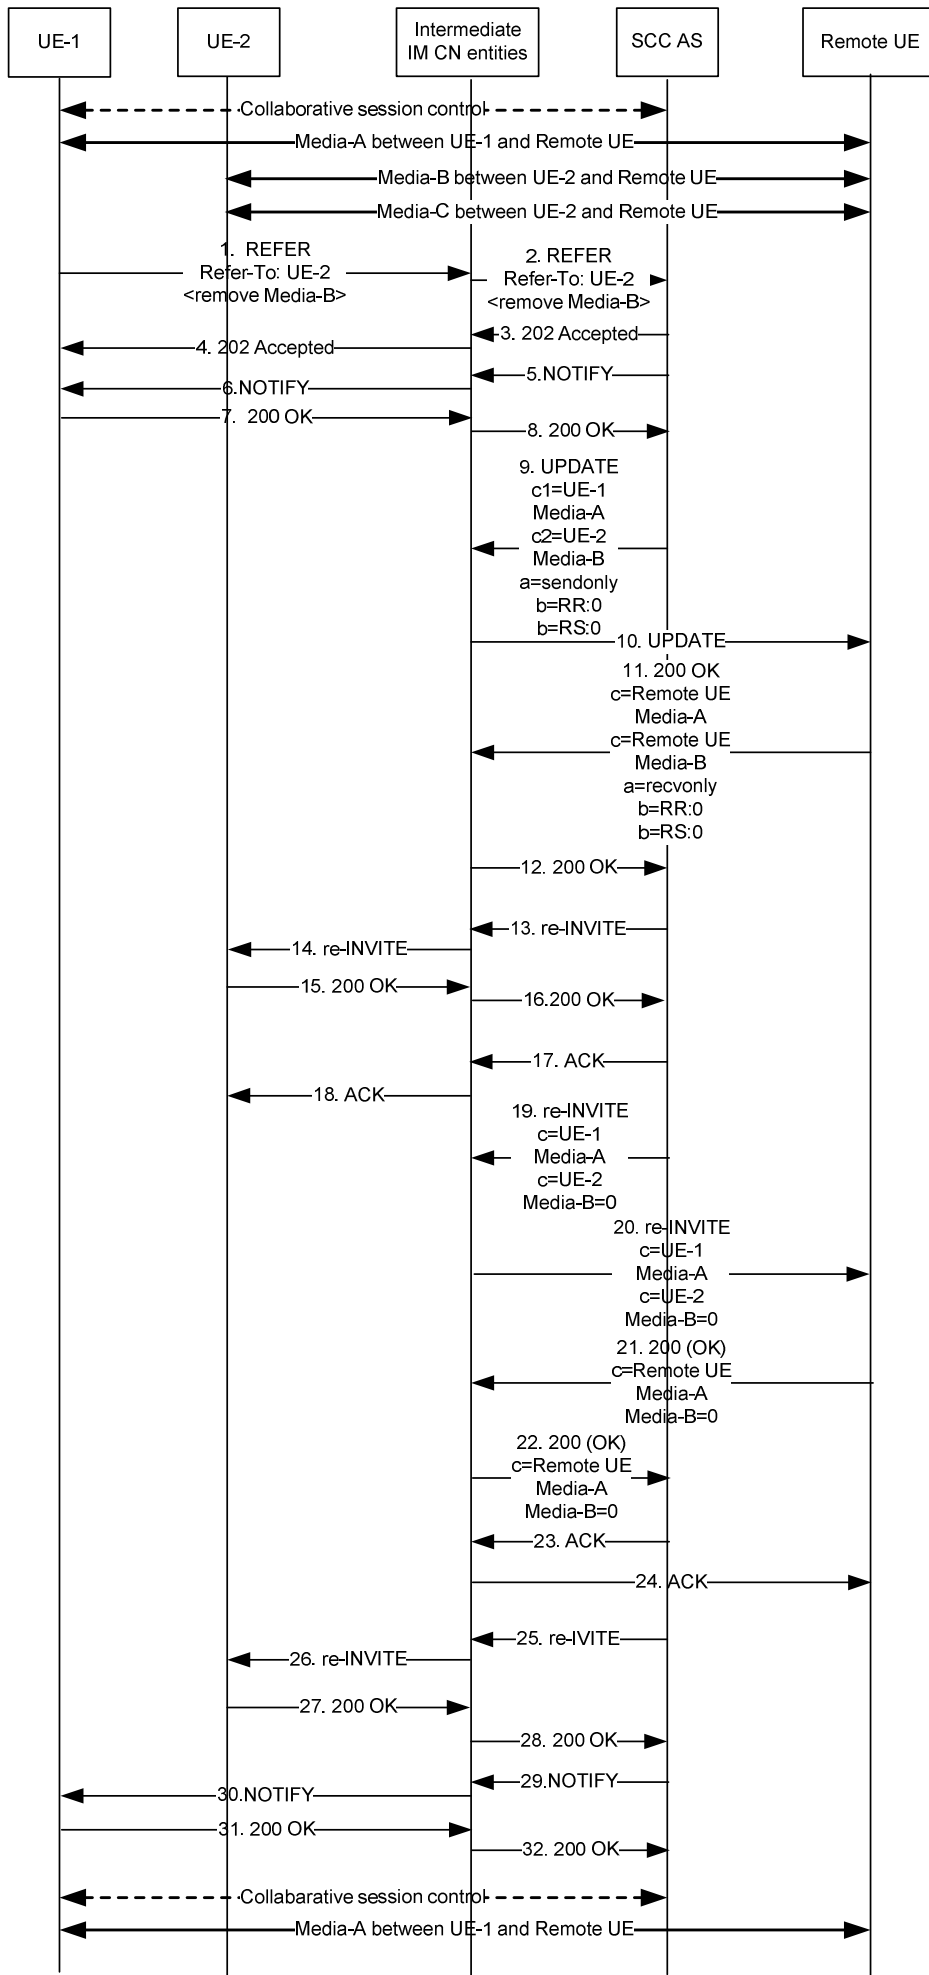 UE-1
UE-2
Intermediate
IM CN entities
SCC AS
Remote UE
Collaborative session control
Media-A between UE-1 and Remote UE
Media-B between UE-2 and Remote UE
Media-C between UE-2 and Remote UE
1. REFER
Refer-To: UE-2
<remove Media-B>
2. REFER
Refer-To: UE-2
<remove Media-B>
3. 202 Accepted
4. 202 Accepted
5.NOTIFY
6.NOTIFY
7. 200 OK
8. 200 OK
9. UPDATE
c1=UE-1
Media-A
c2=UE-2
Media-B
a=sendonly
b=RR:0
b=RS:0
10. UPDATE
11. 200 OK
c=Remote UE
Media-A
c=Remote UE
Media-B
a=recvonly
b=RR:0
b=RS:0
12. 200 OK
13. re-INVITE
14. re-INVITE
15. 200 OK
16.200 OK
17. ACK
18. ACK
19. re-INVITE
c=UE-1
Media-A
c=UE-2
Media-B=0
20. re-INVITE
c=UE-1
Media-A
c=UE-2
Media-B=0
21. 200 (OK)
c=Remote UE
Media-A
Media-B=0
22. 200 (OK)
c=Remote UE
Media-A
Media-B=0
23. ACK
24. ACK
25. re-IVITE
26. re-INVITE
27. 200 OK
28. 200 OK
29.NOTIFY
30.NOTIFY
31. 200 OK
32. 200 OK
Collabarative session control
Media-A between UE-1 and Remote UE